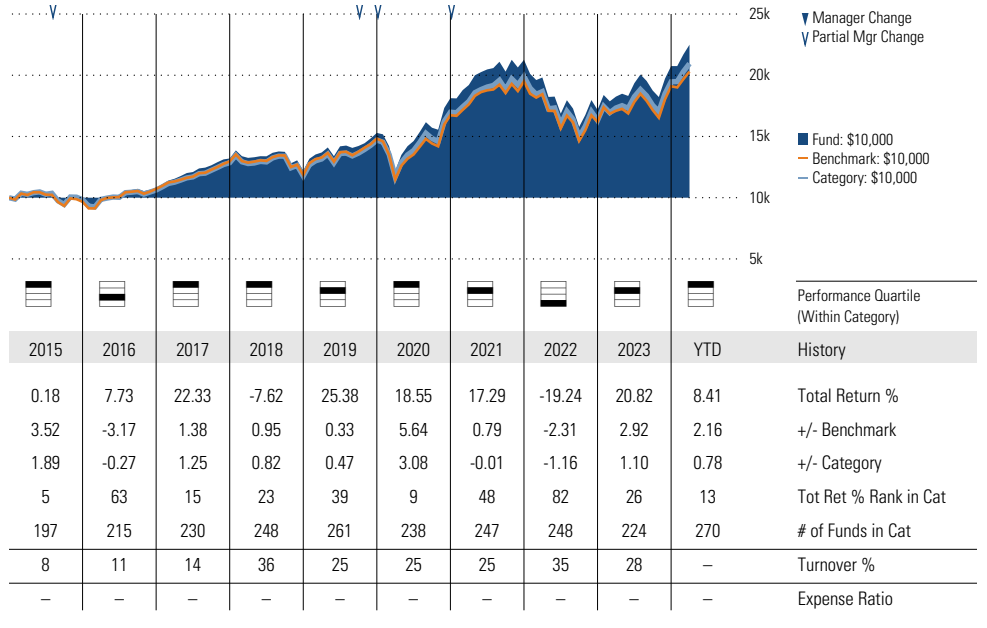 25k
20k
15k
10k
5k
Manager Change
Partial Mgr Change
Fund: $10,000
Benchmark: $10,000
Category: $10,000
Performance Quartile
(Within Category)
2015 2016 2017 2018 2019 2020 2021 2022 2023 YTD History
0.18 7.73 22.33 -7.62 25.38 18.55 17.29 -19.24 20.82 8.41 Total Return %
3.52 -3.17 1.38 0.95 0.33 5.64 0.79 -2.31 2.92 2.16 +/- Benchmark
1.89 -0.27 1.25 0.82 0.47 3.08 -0.01 -1.16 1.10 0.78 +/- Category
5 63 15 23 39 9 48 82 26 13 Tot Ret % Rank in Cat
197 215 230 248 261 238 247 248 224 270 # of Funds in Cat
8 11 14 36 25 25 25 35 28 – Turnover %
– – – – – – – – – – Expense Ratio